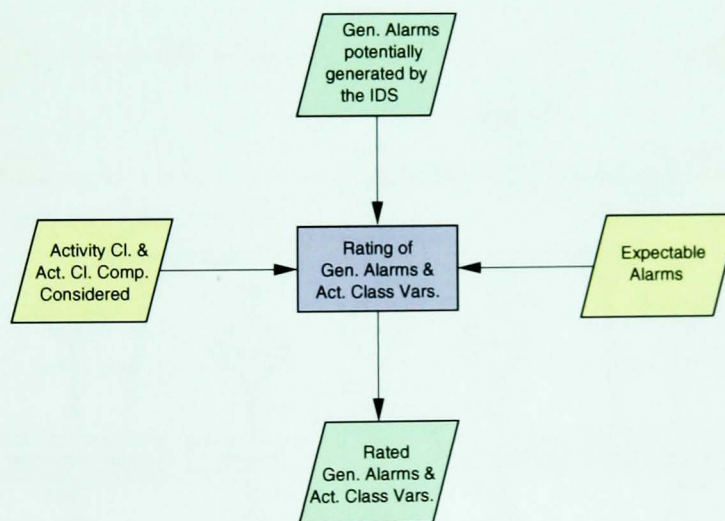 Gen. Alarms
potentially
generated by
the IDS
Activity Cl. &
Act. Cl. Comp.
Considered
Rating of
Gen. Alarms &
Act. Class Vars.
Expectable
Alarms
Rated
Gen. Alarms &
Act. Class Vars.